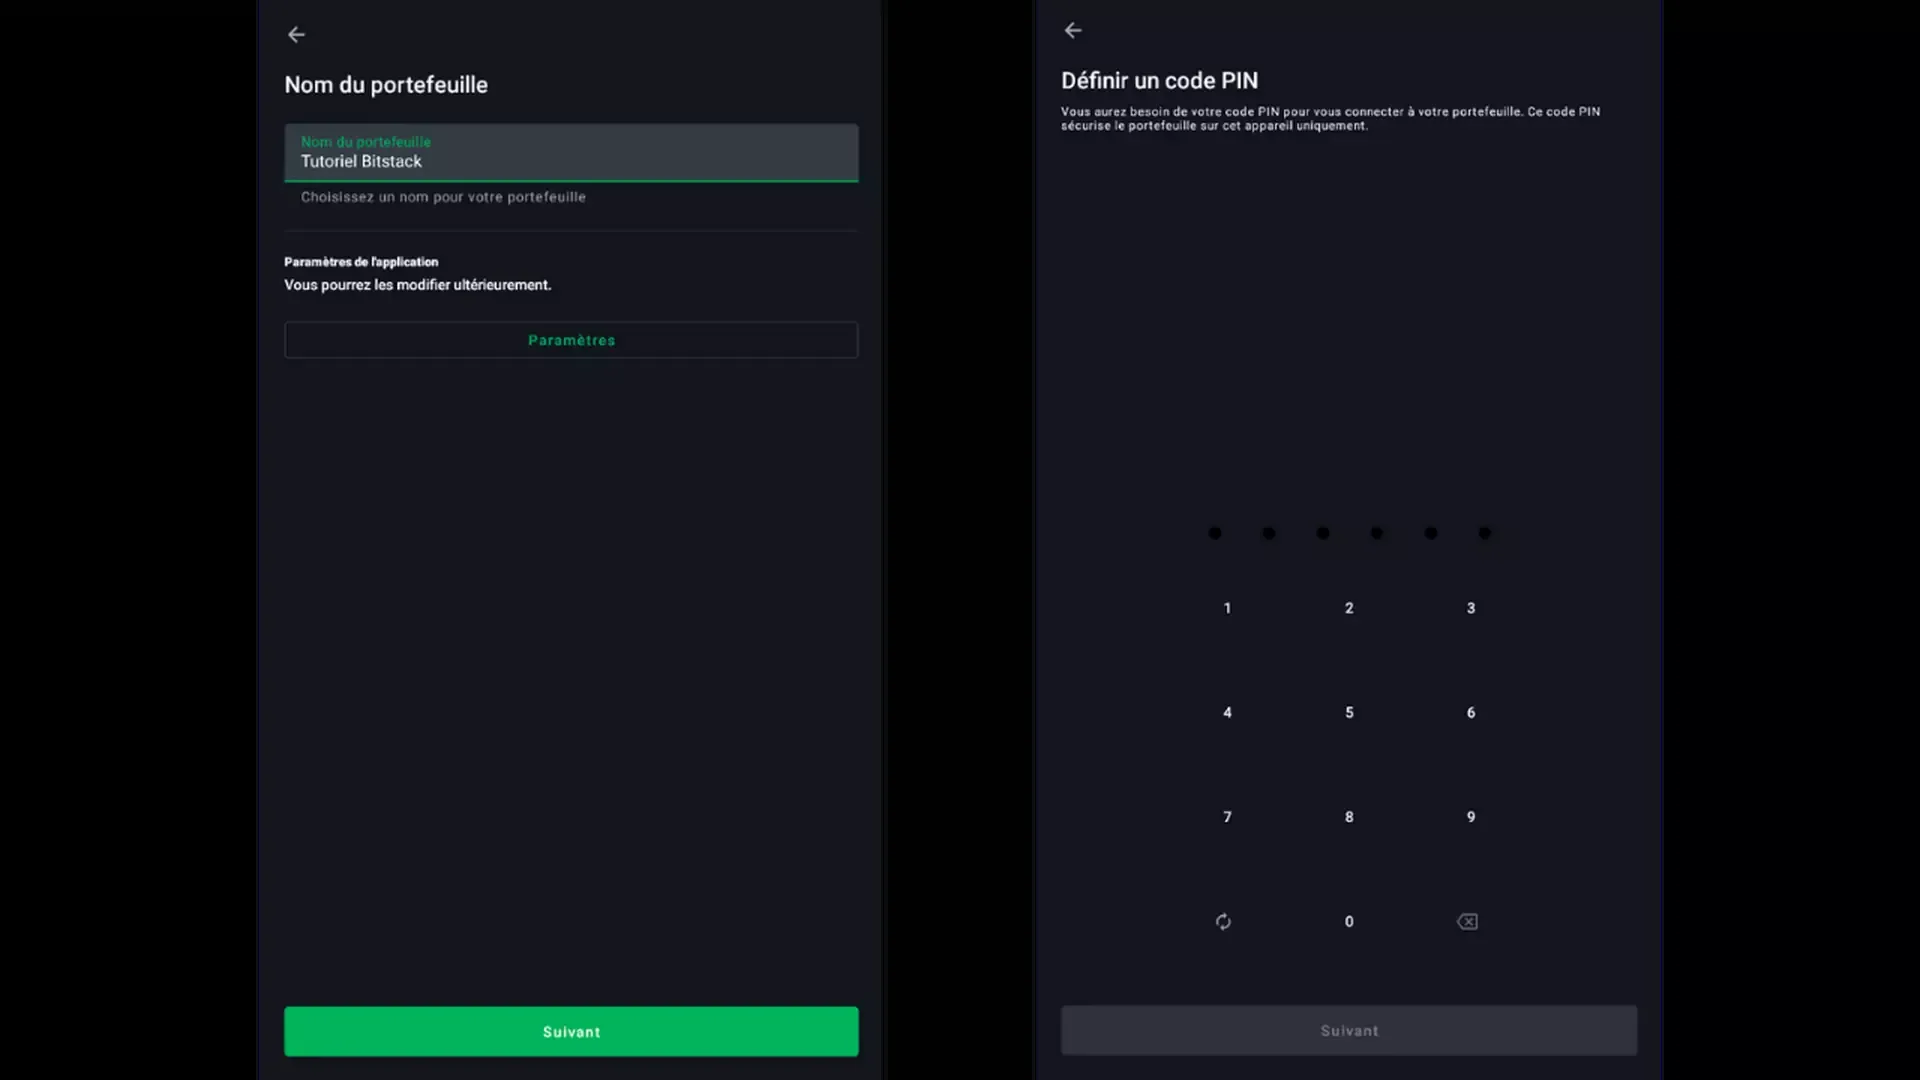 Nom du portefeuille
Nom du portefeuille
Tutoriel Bitstack
Choisissez un nom pour votre portefeuille
Paramètres de l'application
Vous pourrez les modifier ultérieurement.
Paramètres
Suivant
Définir un code PIN
Vous aurez besoin de votre code PIN pour vous connecter à votre portefeuille. Ce code PIN
sécurise le portefeuille sur cet appareil uniquement.
1 2 3
4 5 6
7 8 9
0
Suivant